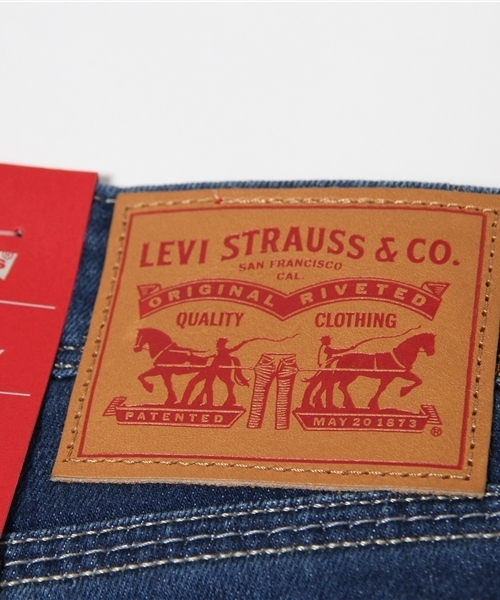 LEVI STRAUSS & CO.
SAN FRANCISCO
CAL.
ORIGINAL RIVETED
QUALITY CLOTHING
PATENTED MAY 20 1873
®